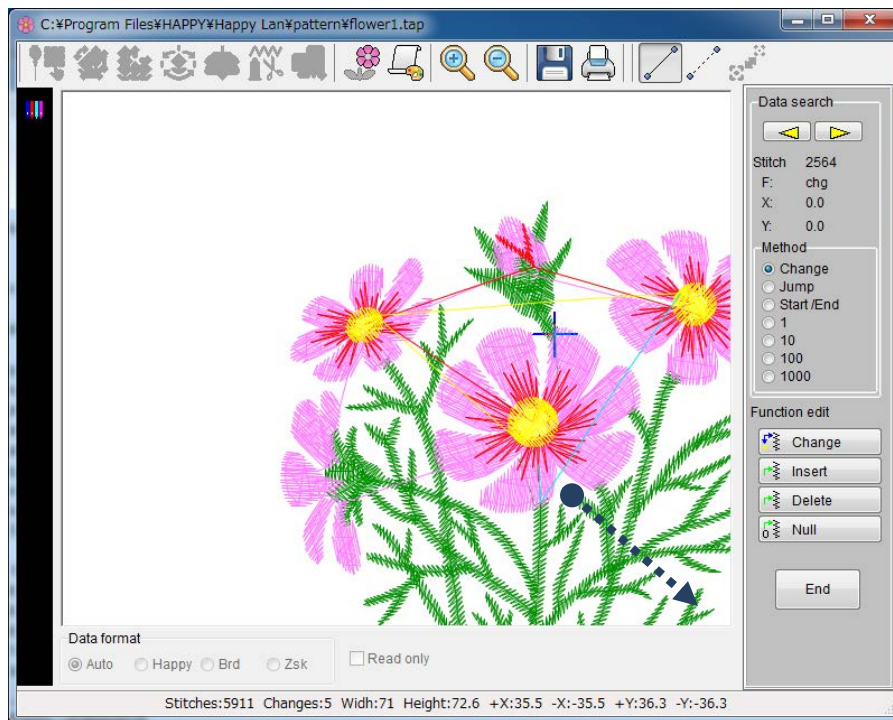 C:¥Program Files¥HAPPY¥Happy Lan¥pattern¥flower1.tap
Data search
Stitch 2564
F: chg
X: 0.0
Y: 0.0
Method
Change
Jump
Start /End
1
10
100
1000
Function edit
Change
Insert
Delete
0 Null
End
Data format
Auto Happy Brd Zsk
Read only
Stitches:5911 Changes:5 Widh:71 Height:72.6 +X:35.5 -X:-35.5 +Y:36.3 -Y:-36.3